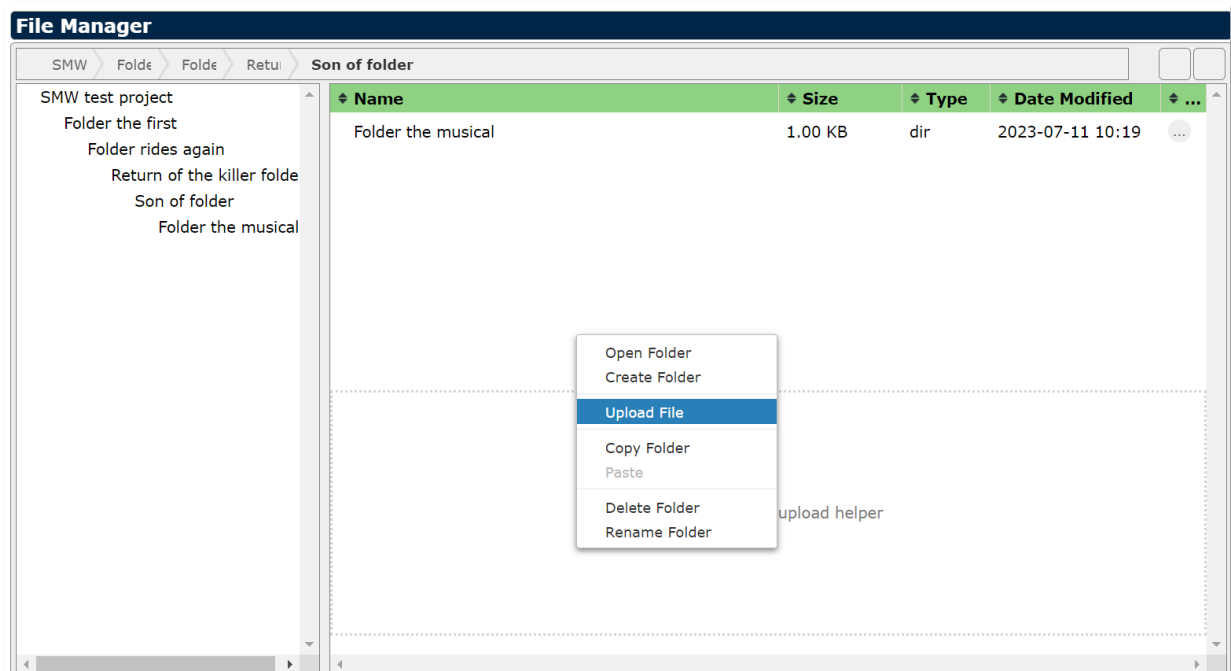 File Manager
SMW Folde Folde Retu Son of folder
SMW test project
Folder the first
Folder rides again
Return of the killer folde
Son of folder
Folder the musical
Name Size Type Date Modified ...
Folder the musical 1.00 KB dir 2023-07-11 10:19 ...
Open Folder
Create Folder
Upload File
Copy Folder
Paste
Delete Folder
Rename Folder
upload helper